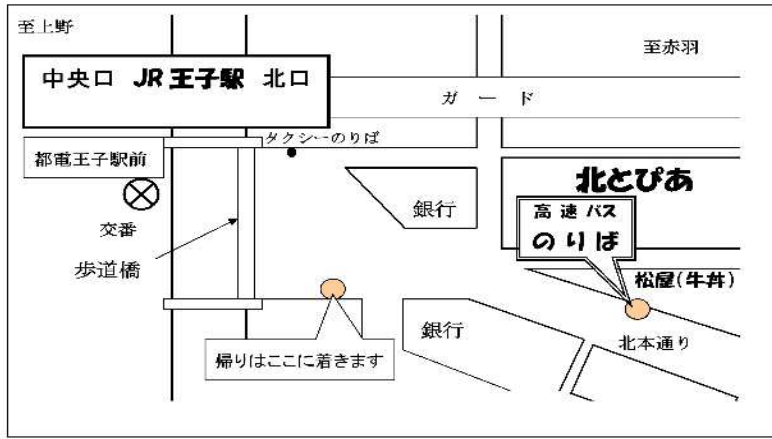 至上野
至赤羽
中央口 JR王子駅 北口
ガード
タクシーのりば
都電王子駅前
北とぴあ
銀行
高速バス
のりば
交番
歩道橋
松屋(牛丼)
銀行
北本通り
帰りはここに着きます